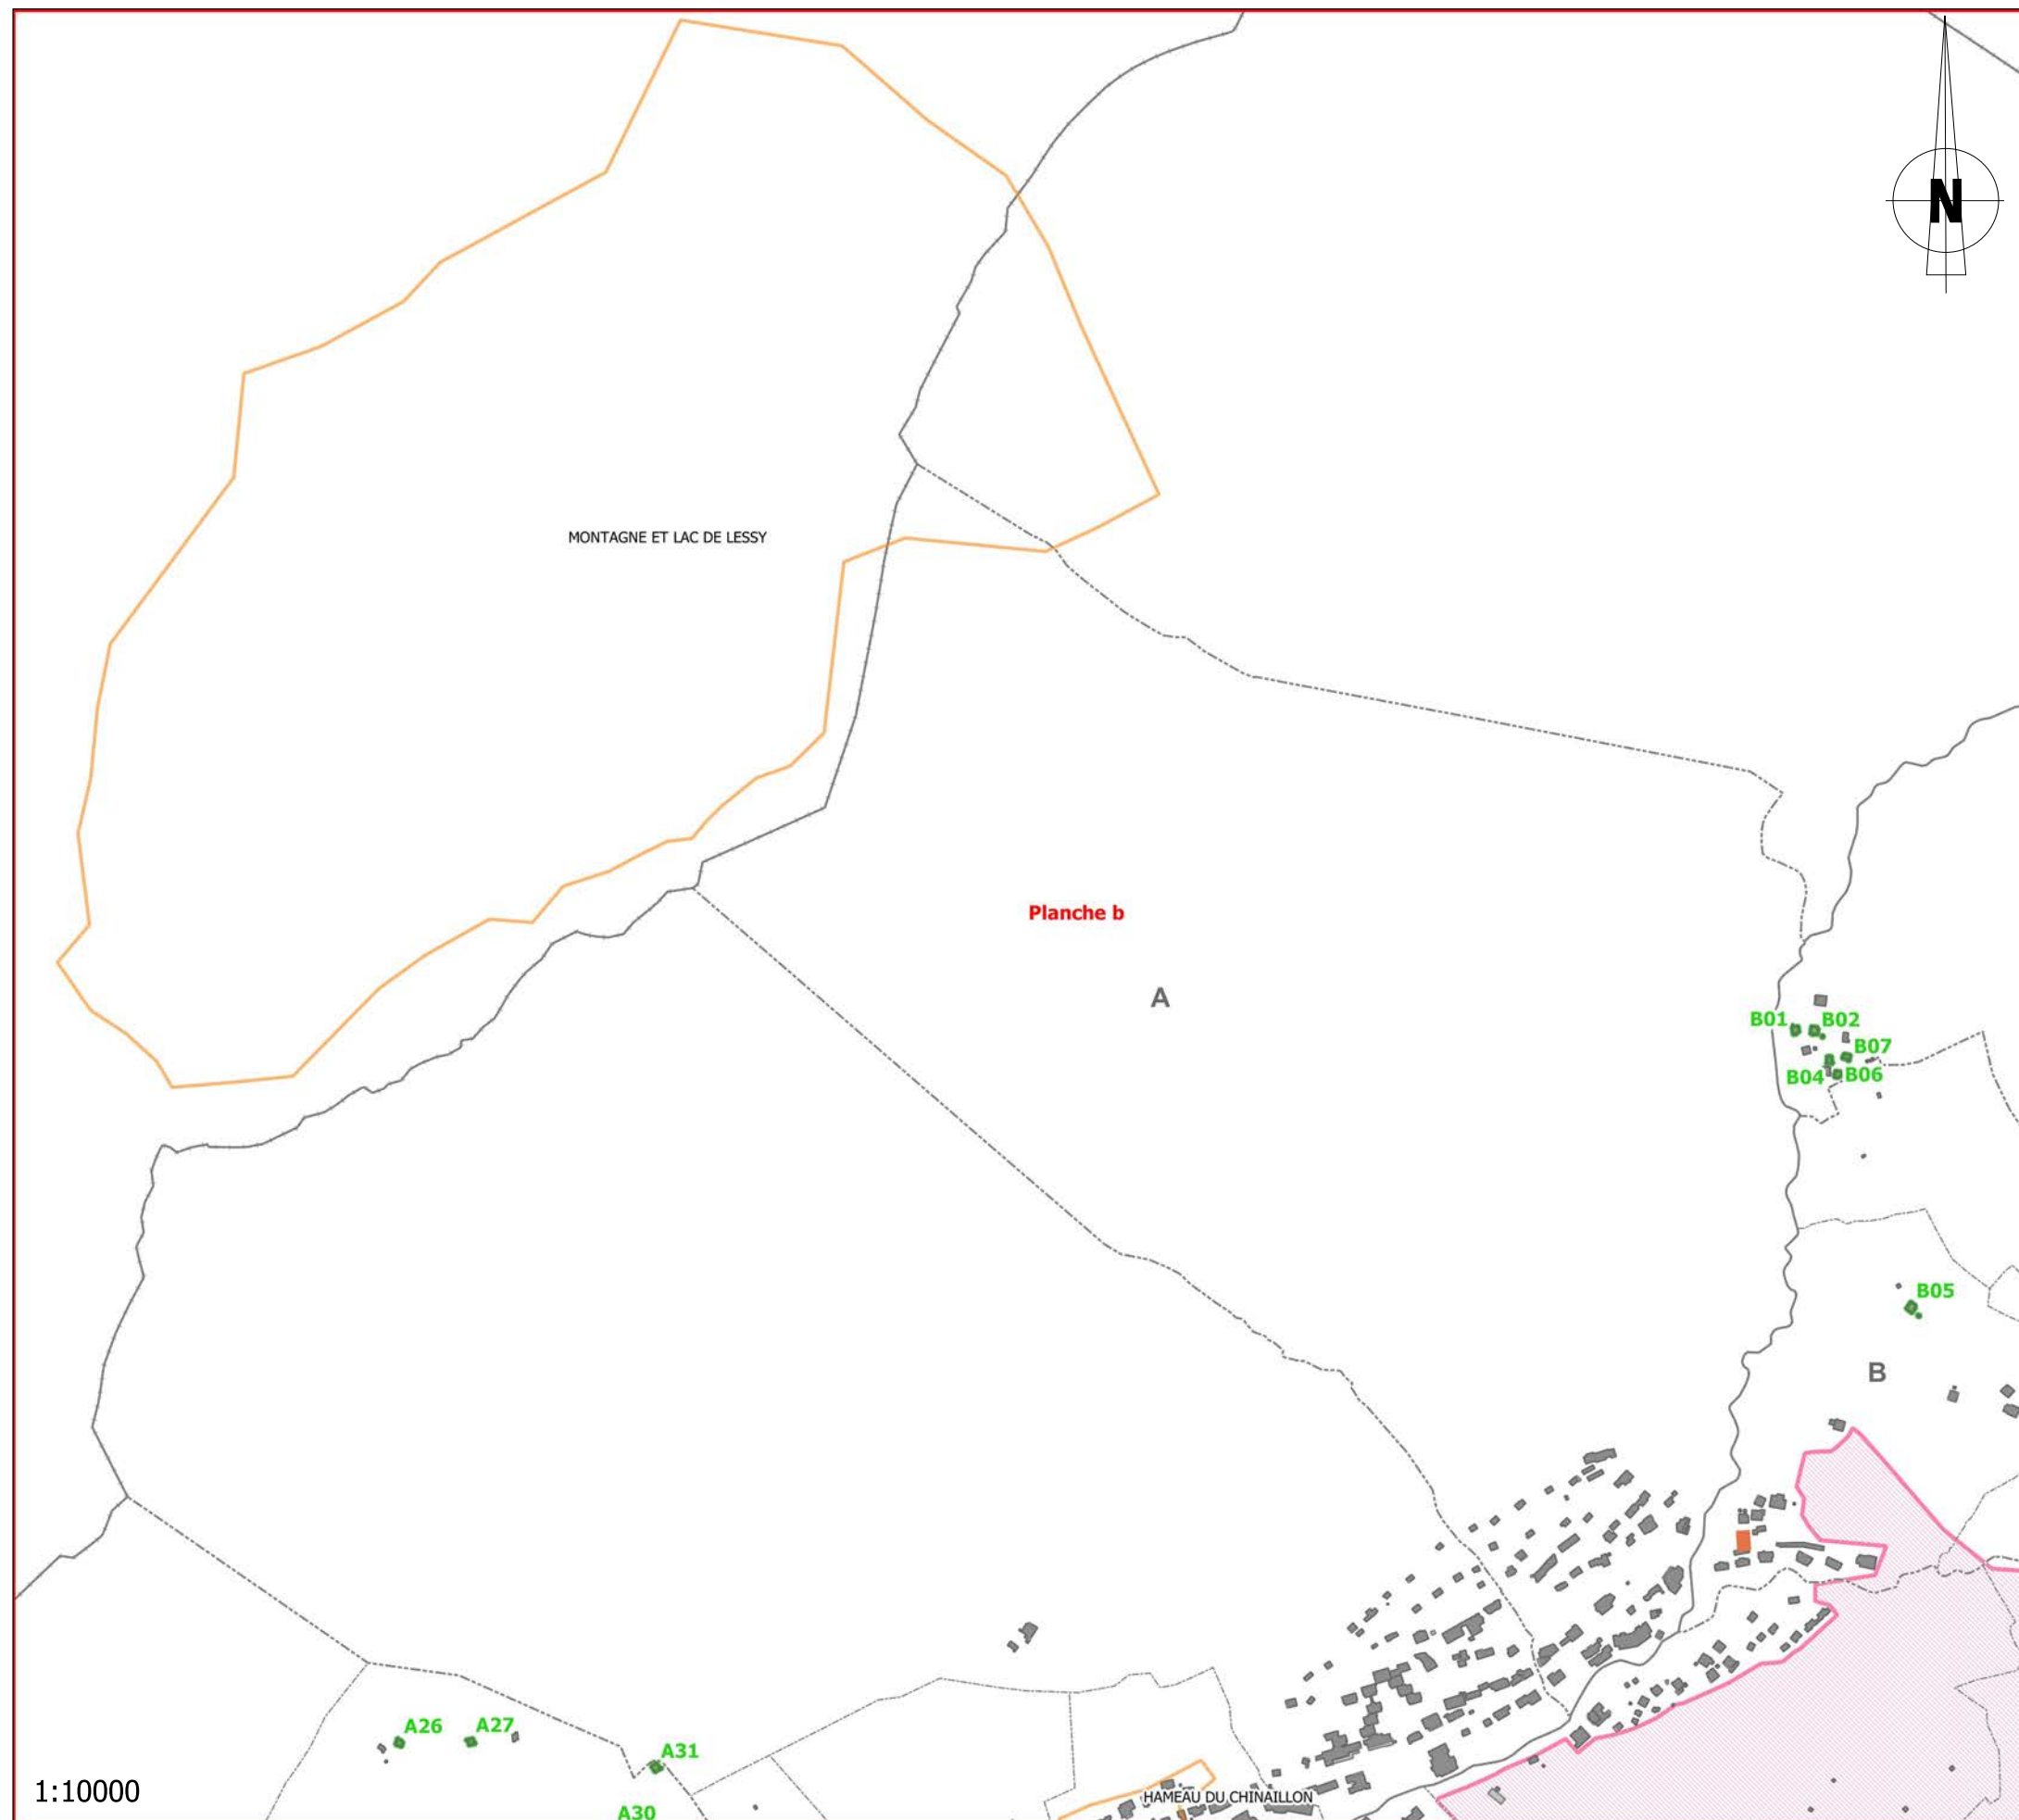 N
MONTAGNE ET LAC DE LESSY
Planche b
A
B01
B02
B07
B04
B06
B05
B
A26
A27
A31
1:10000
HAMEAU DU CHINAILLON
A30